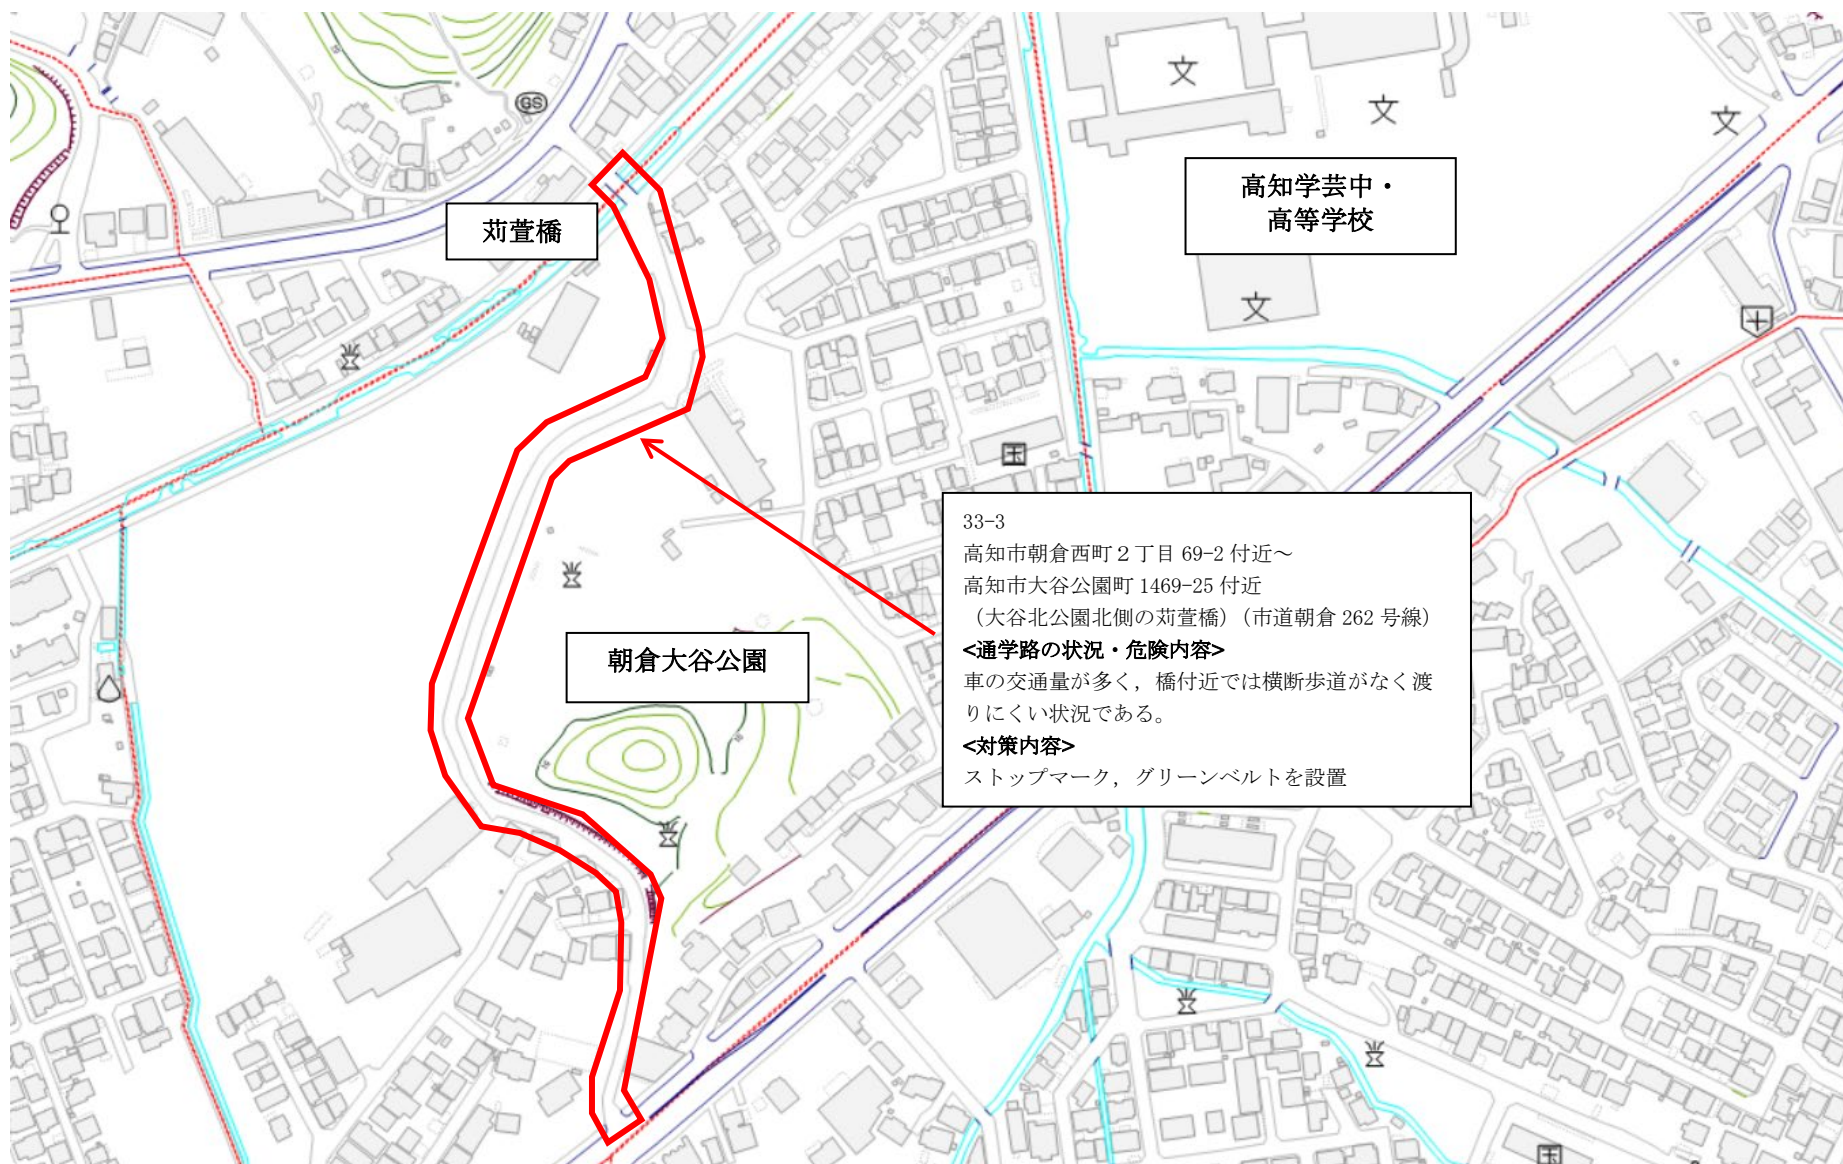 GS
文
文
文
高知学芸中・
高等学校
苅萱橋
文
33-3
高知市朝倉西町２丁目 69-2 付近～
高知市大谷公園町 1469-25 付近
（大谷北公園北側の苅萱橋）（市道朝倉 262 号線）
<通学路の状況・危険内容>
車の交通量が多く，橋付近では横断歩道がなく渡
りにくい状況である。
<対策内容>
ストップマーク，グリーンベルトを設置
朝倉大谷公園